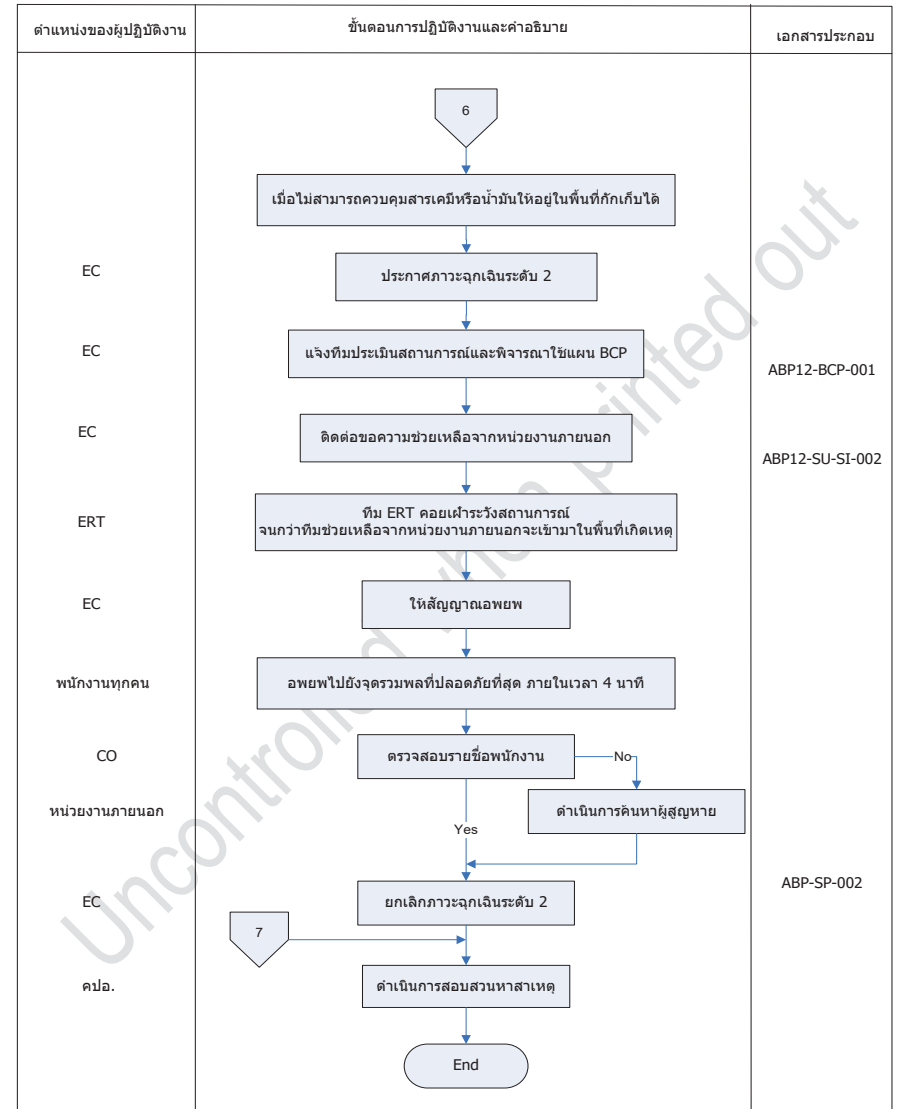 ตำแหน่งของผู้ปฏิบัติงาน
ขั้นตอนการปฏิบัติงานและคำอธิบาย
เอกสารประกอบ
6
เมื่อไม่สามารถควบคุมสารเคมีหรือน้ำมันให้อยู่ในพื้นที่กักเก็บได้
EC
ประกาศภาวะฉุกเฉินระดับ 2
EC
แจ้งทีมประเมินสถานการณ์และพิจารณาใช้แผน BCP
ABP12-BCP-001
EC
ติดต่อขอความช่วยเหลือจากหน่วยงานภายนอก
ABP12-SU-SI-002
ERT
ทีม ERT คอยเฝ้าระวังสถานการณ์
จนกว่าทีมช่วยเหลือจากหน่วยงานภายนอกจะเข้ามาในพื้นที่เกิดเหตุ
EC
ให้สัญญาณอพยพ
พนักงานทุกคน
อพยพไปยังจุดรวมพลที่ปลอดภัยที่สุด ภายในเวลา 4 นาที
CO
ตรวจสอบรายชื่อพนักงาน
No
หน่วยงานภายนอก
ดำเนินการค้นหาผู้สูญหาย
Yes
ABP-SP-002
EC
ยกเลิกภาวะฉุกเฉินระดับ 2
7
คปอ.
ดำเนินการสอบสวนหาสาเหตุ
End
Uncontrolled when printed out